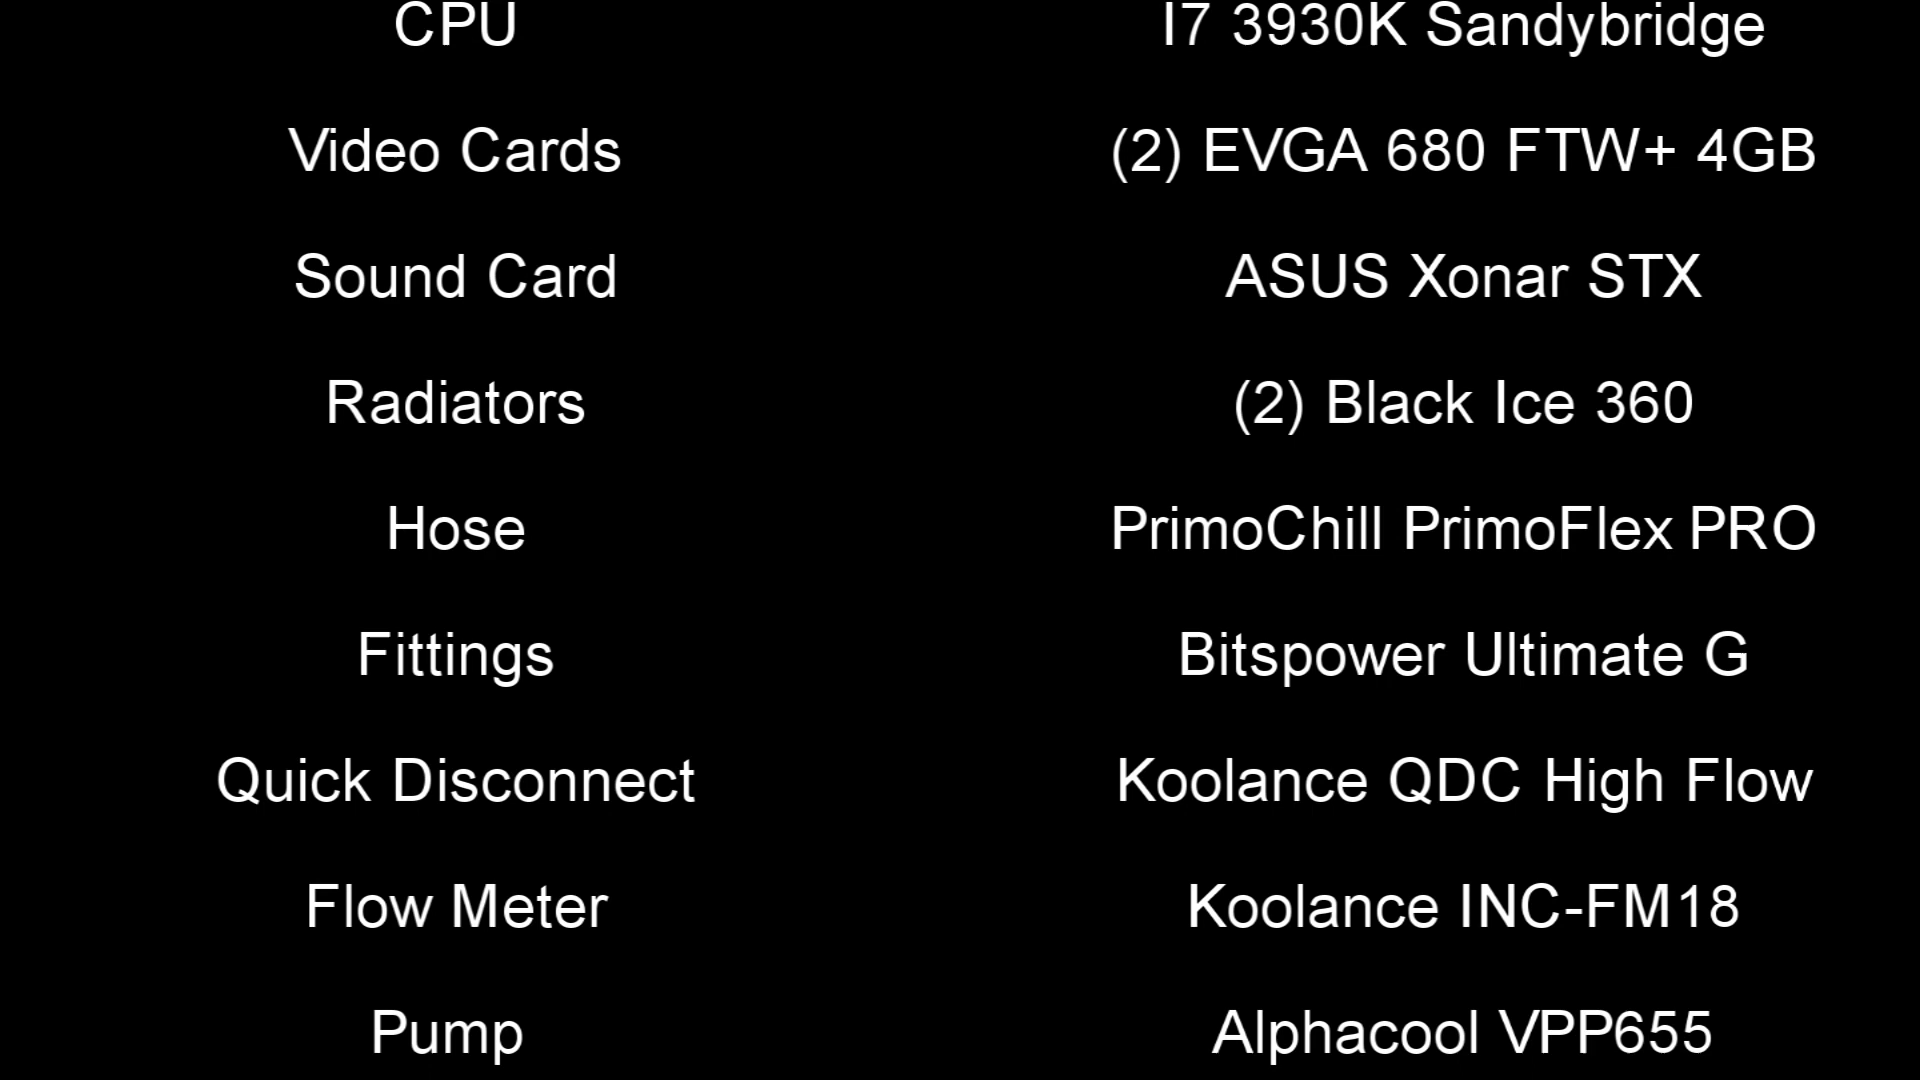 CPU I7 3930K Sandybridge
Video Cards (2) EVGA 680 FTW+ 4GB
Sound Card ASUS Xonar STX
Radiators (2) Black Ice 360
Hose PrimoChill PrimoFlex PRO
Fittings Bitspower Ultimate G
Quick Disconnect Koolance QDC High Flow
Flow Meter Koolance INC-FM18
Pump Alphacool VPP655